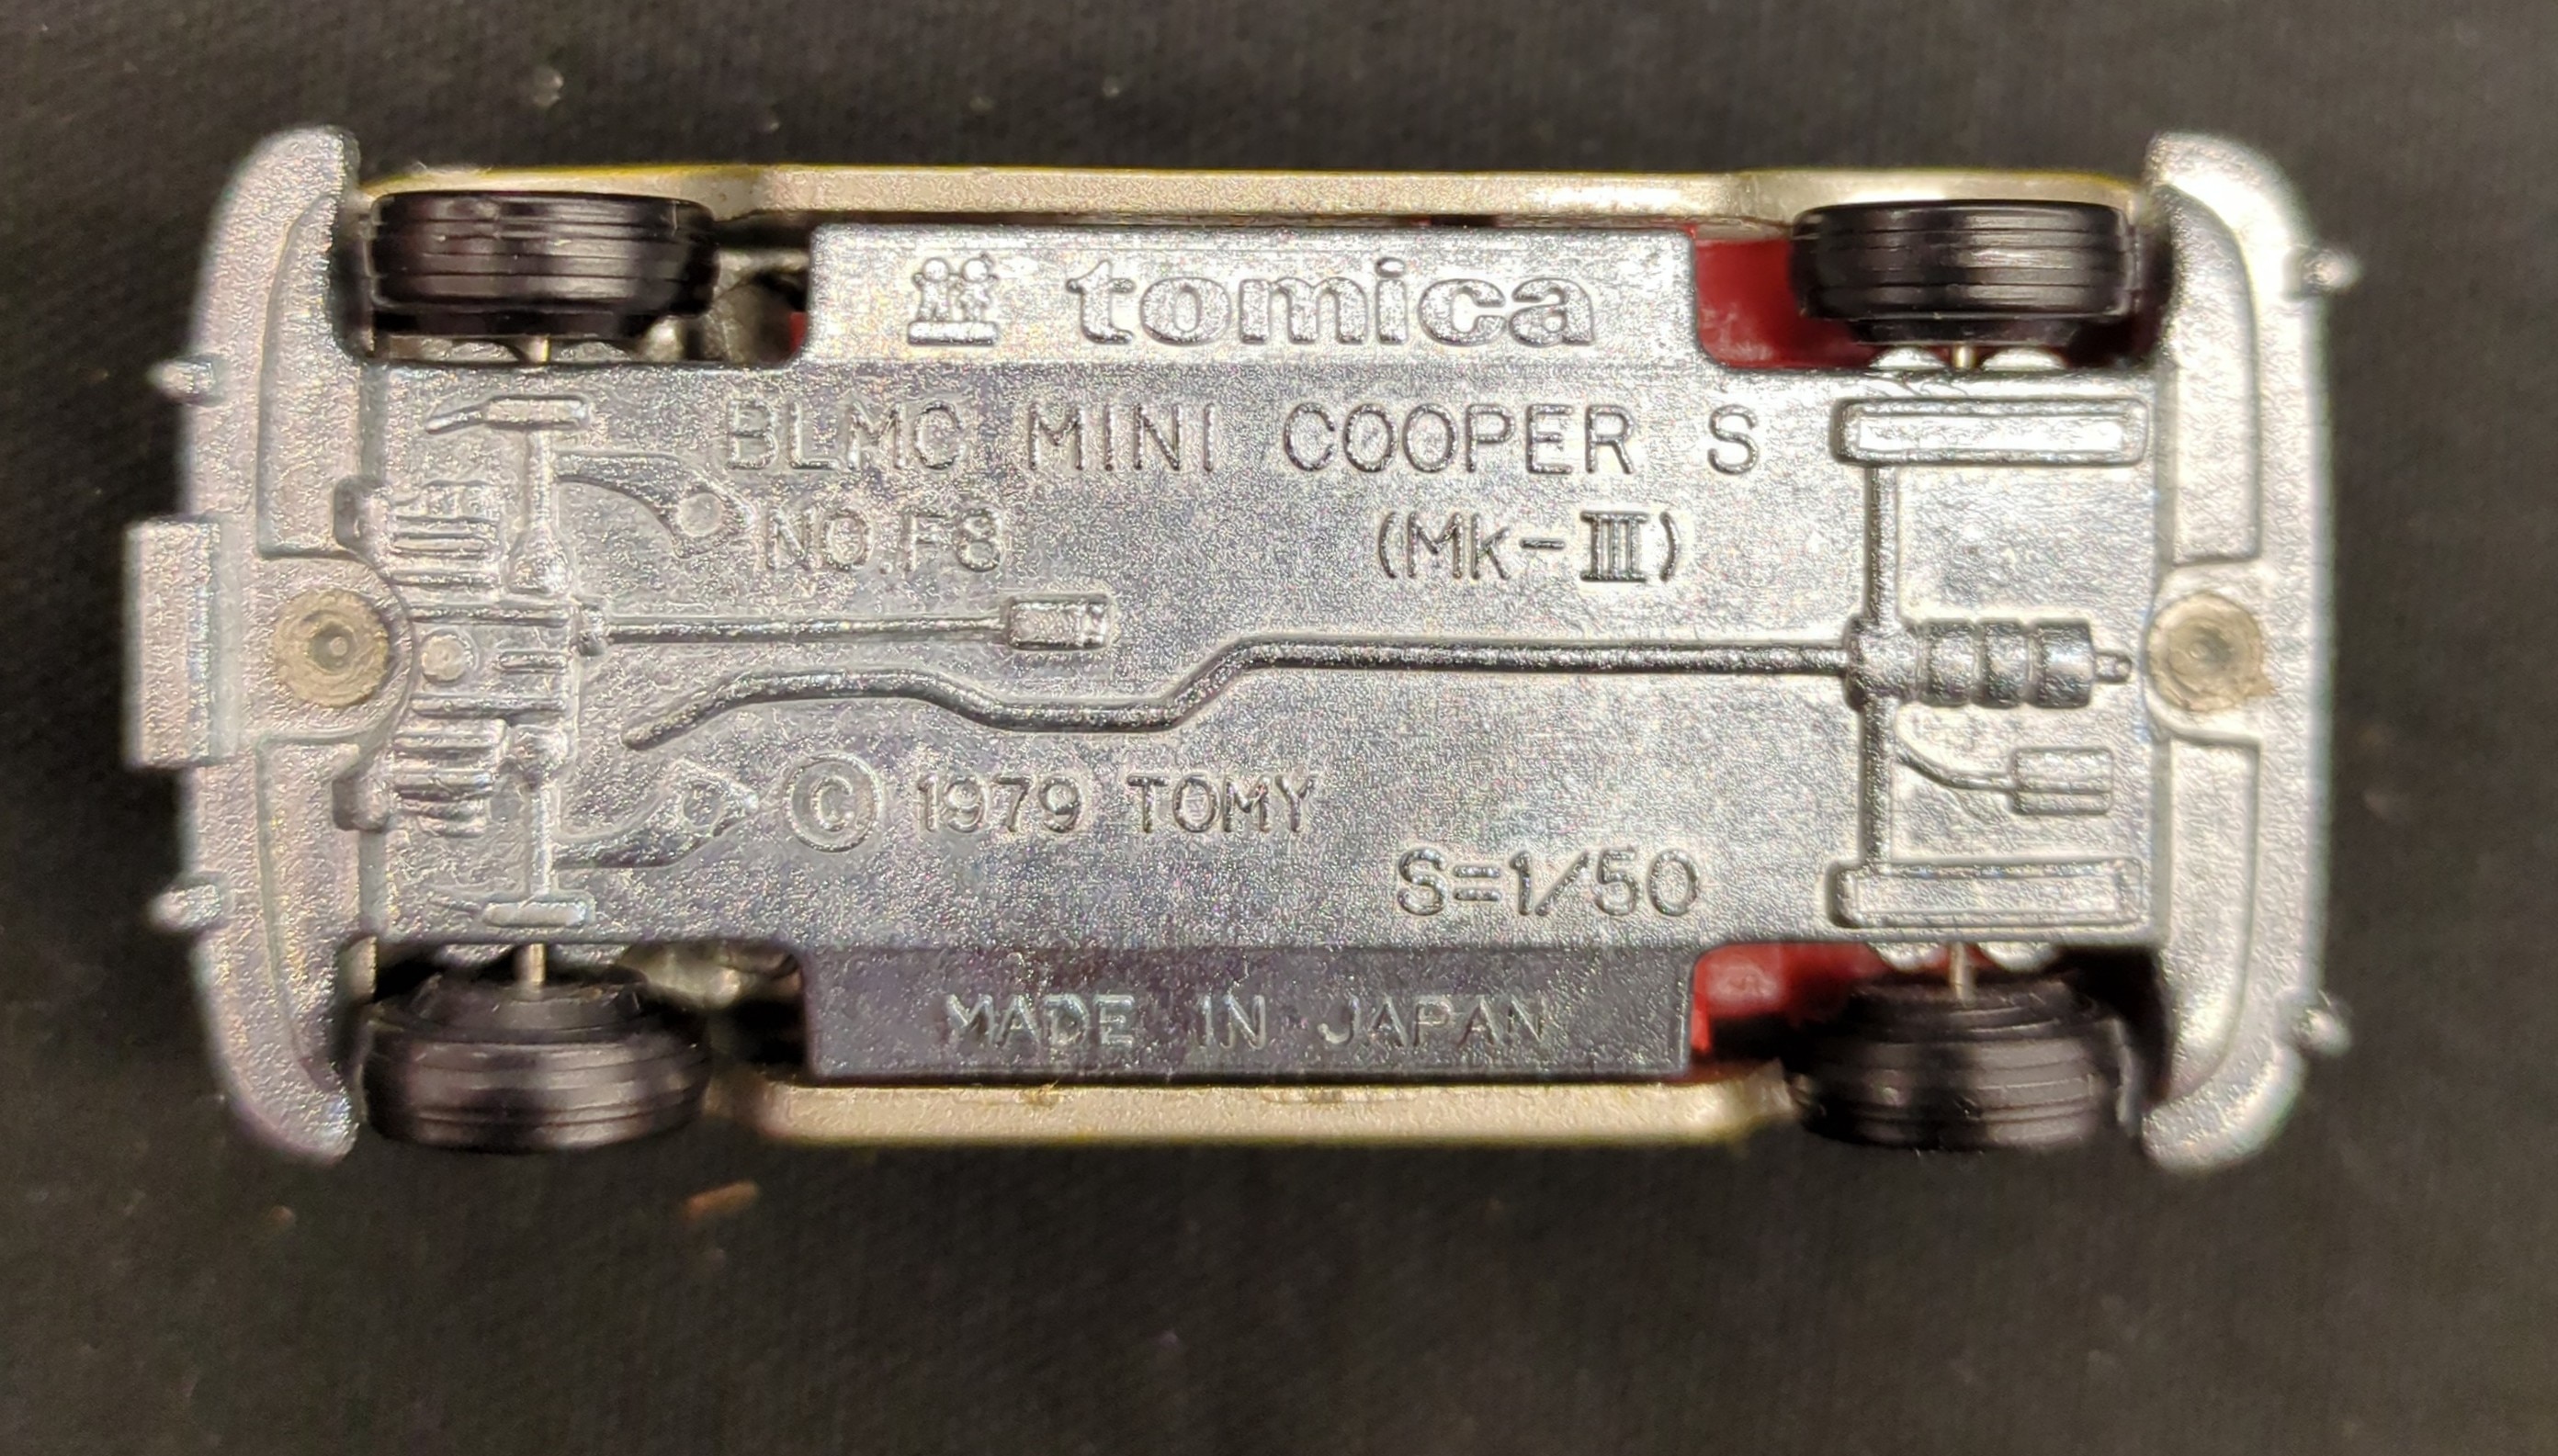 tomica
BLMC MINI COOPER S
NO.F8 (Mk-III)
© 1979 TOMY
S=1/50
MADE IN JAPAN